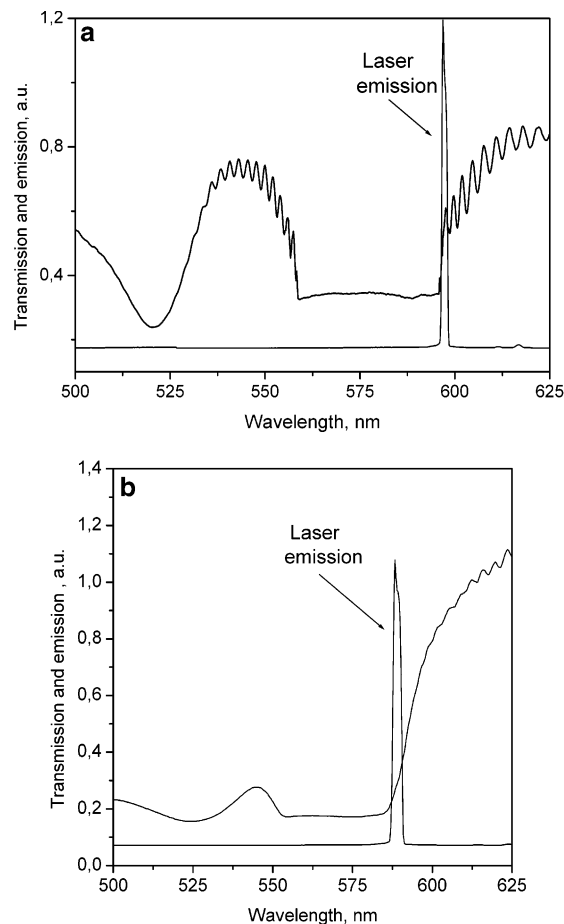 a
1,2
0,8
0,4
Laser
emission
Transmission and emission, a.u.
500 525 550 575 600 625
Wavelength, nm
b
1,4
1,2
1,0
0,8
0,6
0,4
0,2
0,0
Laser
emission
Transmission and emission , a.u.
500 525 550 575 600 625
Wavelength, nm